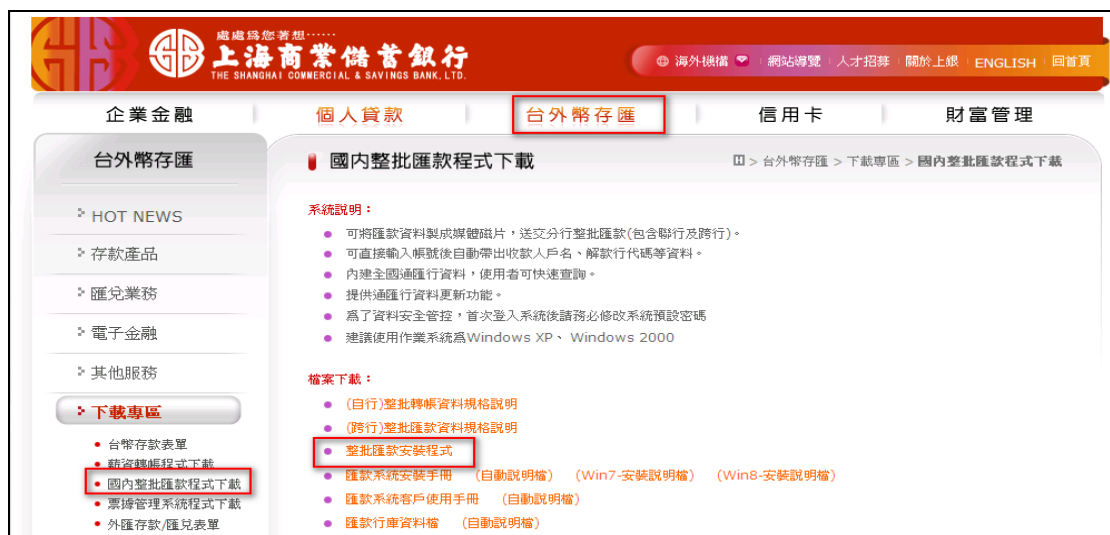 處處為您著想⋯⋯
上海商業儲蓄銀行
THE SHANGHAI COMMERCIAL & SAVINGS BANK, LTD.
海外機構 網站導覽 人才招募 關於上銀 ENGLISH 回首頁
企業金融 個人貸款 台外幣存匯 信用卡 財富管理
台外幣存匯
國內整批匯款程式下載
> 台外幣存匯 > 下載專區 > 國內整批匯款程式下載
HOT NEWS
存款產品
匯兌業務
電子金融
其他服務
下載專區
台幣存款表單
薪資轉帳程式下載
國內整批匯款程式下載
票據管理系統程式下載
外匯存款/匯兌表單
系統說明：
可將匯款資料製成媒體磁片，送交分行整批匯款(包含聯行及跨行)。
可直接輸入帳號後自動帶出收款人戶名、解款行代碼等資料。
內建全國通匯行資料，使用者可快速查詢。
提供通匯行資料更新功能。
為了資料安全管控，首次登入系統後請務必修改系統預設密碼
建議使用作業系統為Windows XP、 Windows 2000
檔案下載：
(自行)整批轉帳資料規格說明
(跨行)整批匯款資料規格說明
整批匯款安裝程式
匯款系統安裝手冊 (自動說明檔) (Win7-安裝說明檔) (Win8-安裝說明檔)
匯款系統客戶使用手冊 (自動說明檔)
匯款行庫資料檔 (自動說明檔)